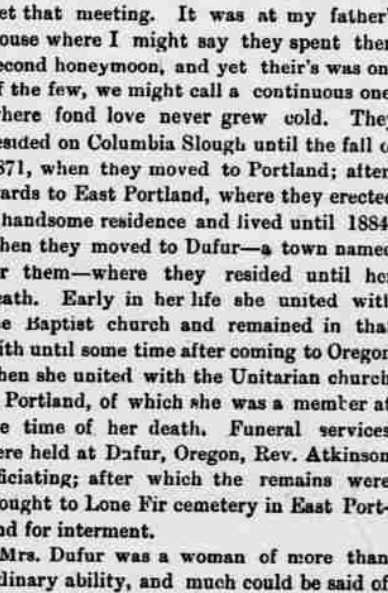 et that meeting. It was at my father'
ouse where I might say they spent thei
econd honeymoon, and yet their's was on
f the few, we might call a continuous one
here fond love never grew cold. They
esided on Columbia Slough until the fall o
871, when they moved to Portland; after
ards to East Portland, where they erected
handsome residence and lived until 1884
hen they moved to Dufur—a town named
r them—where they resided until her
eath. Early in her life she united with
e Baptist church and remained in that
ith until some time after coming to Oregon
hen she united with the Unitarian church
Portland, of which she was a member at
e time of her death. Funeral services
ere held at Dufur, Oregon, Rev. Atkinson
ficiating; after which the remains were
ought to Lone Fir cemetery in East Port-
nd for interment.
Mrs. Dufur was a woman of more than
dinary ability, and much could be said of